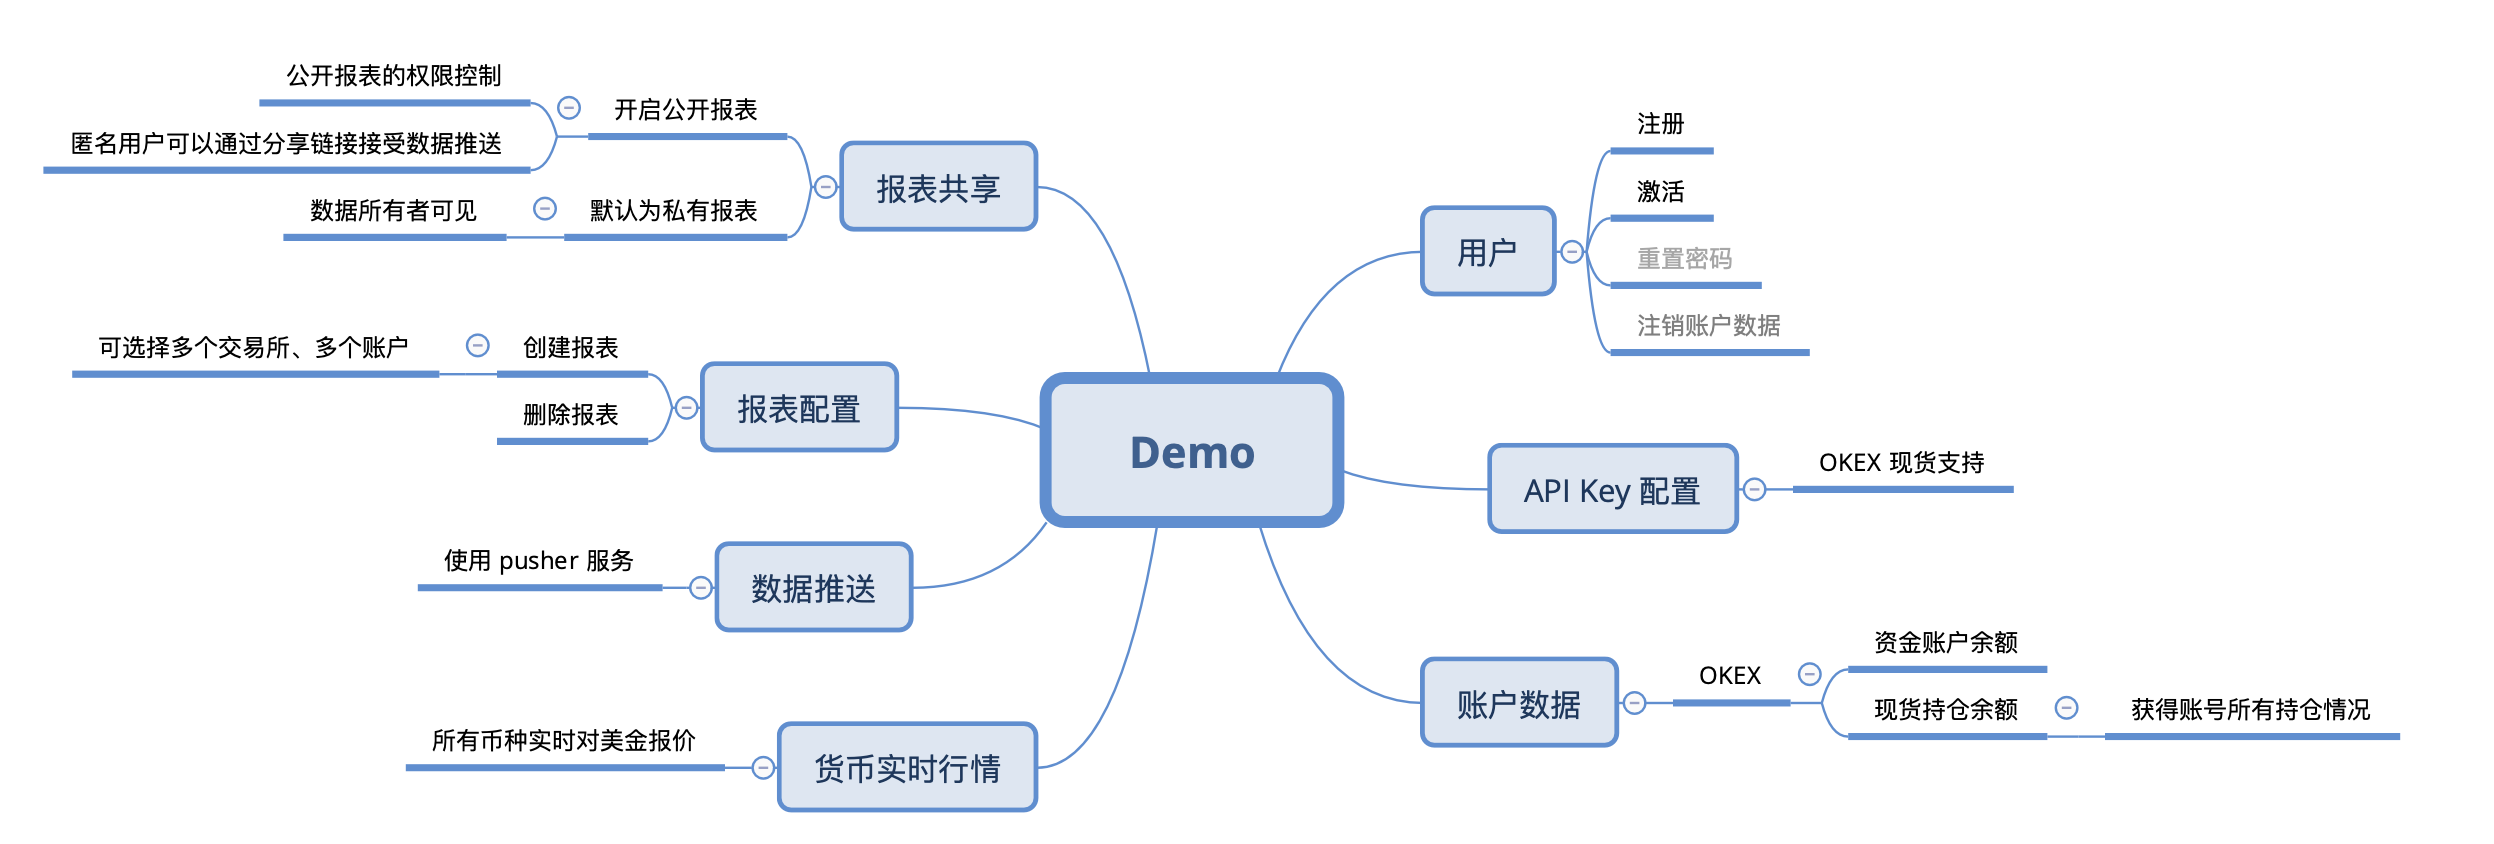 Demo
用户
注册
激活
重置密码
注销账户数据
API Key 配置
OKEX 现货支持
账户数据
OKEX
资金账户余额
现货持仓余额
获得账号所有持仓情况
报表共享
开启公开报表
公开报表的权限控制
匿名用户可以通过分享链接接受数据推送
默认为私有报表
数据所有者可见
报表配置
创建报表
可选择多个交易所、多个账户
删除报表
数据推送
使用 pusher 服务
货币实时行情
所有币种实时对美金报价